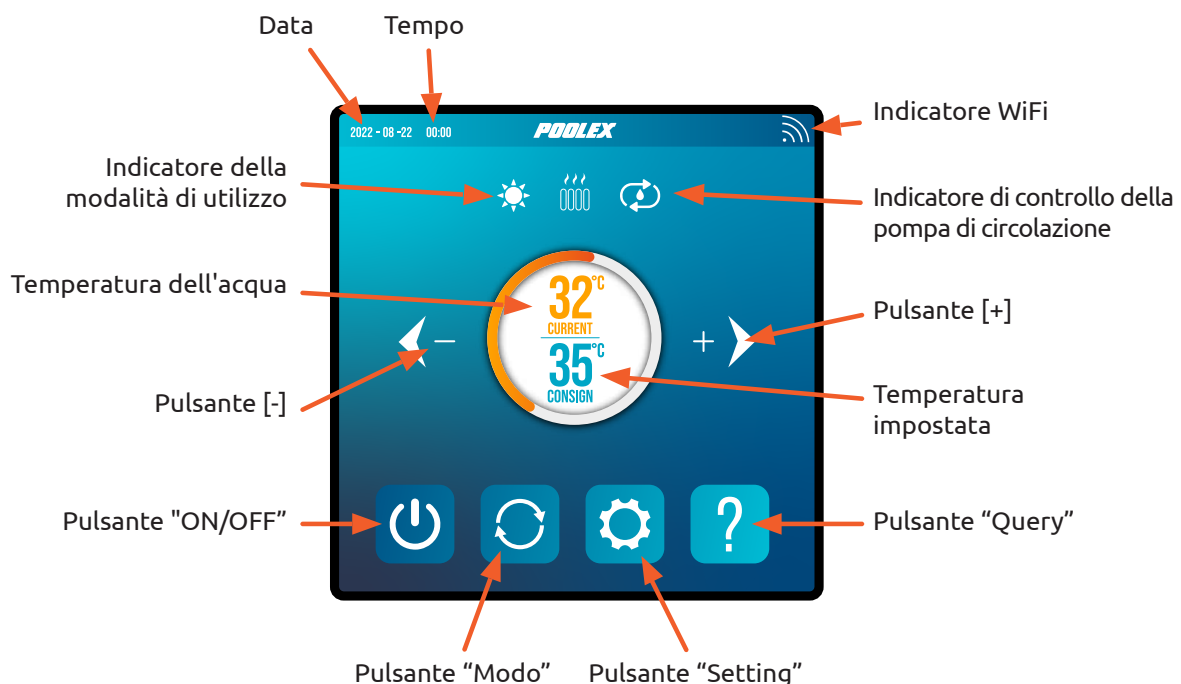 Data
Tempo
2022 - 08 -22
00:00
POOLEX
Indicatore WiFi
Indicatore della
modalità di utilizzo
Indicatore di controllo della
pompa di circolazione
Temperatura dell'acqua
32°C
CURRENT
35°C
CONSIGN
Pulsante [+]
- 
+
Pulsante [-]
Temperatura
impostata
Pulsante "ON/OFF”
?
Pulsante “Query”
Pulsante “Modo”
Pulsante “Setting”